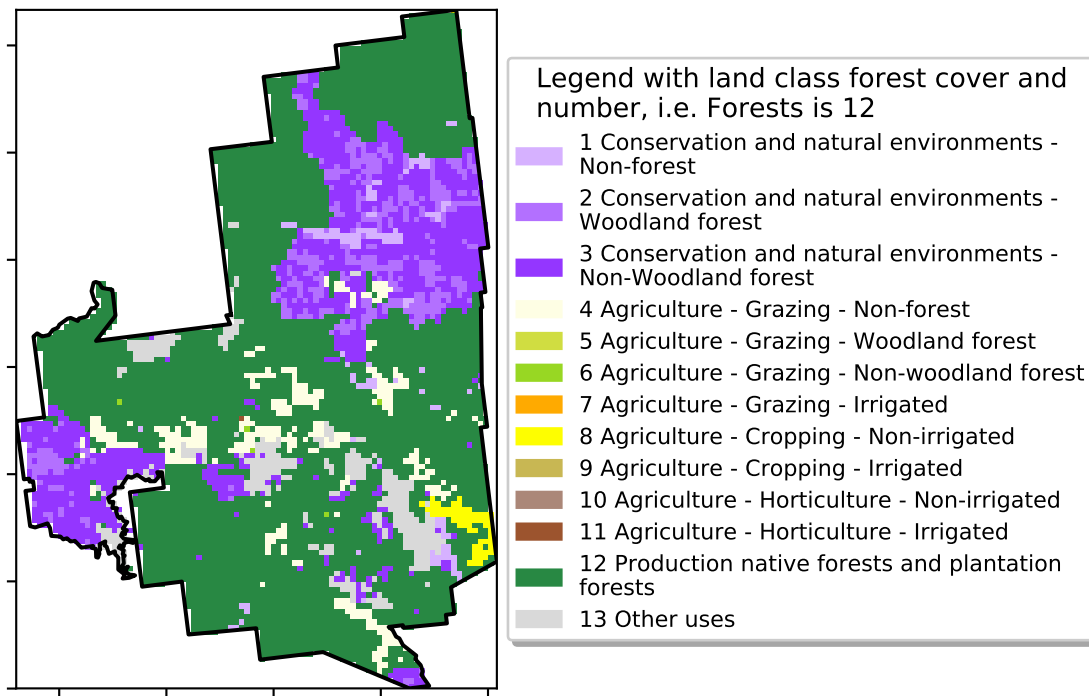 Legend with land class forest cover and
number, i.e. Forests is 12
1 Conservation and natural environments -
Non-forest
2 Conservation and natural environments -
Woodland forest
3 Conservation and natural environments -
Non-Woodland forest
4 Agriculture - Grazing - Non-forest
5 Agriculture - Grazing - Woodland forest
6 Agriculture - Grazing - Non-woodland forest
7 Agriculture - Grazing - Irrigated
8 Agriculture - Cropping - Non-irrigated
9 Agriculture - Cropping - Irrigated
10 Agriculture - Horticulture - Non-irrigated
11 Agriculture - Horticulture - Irrigated
12 Production native forests and plantation
forests
13 Other uses